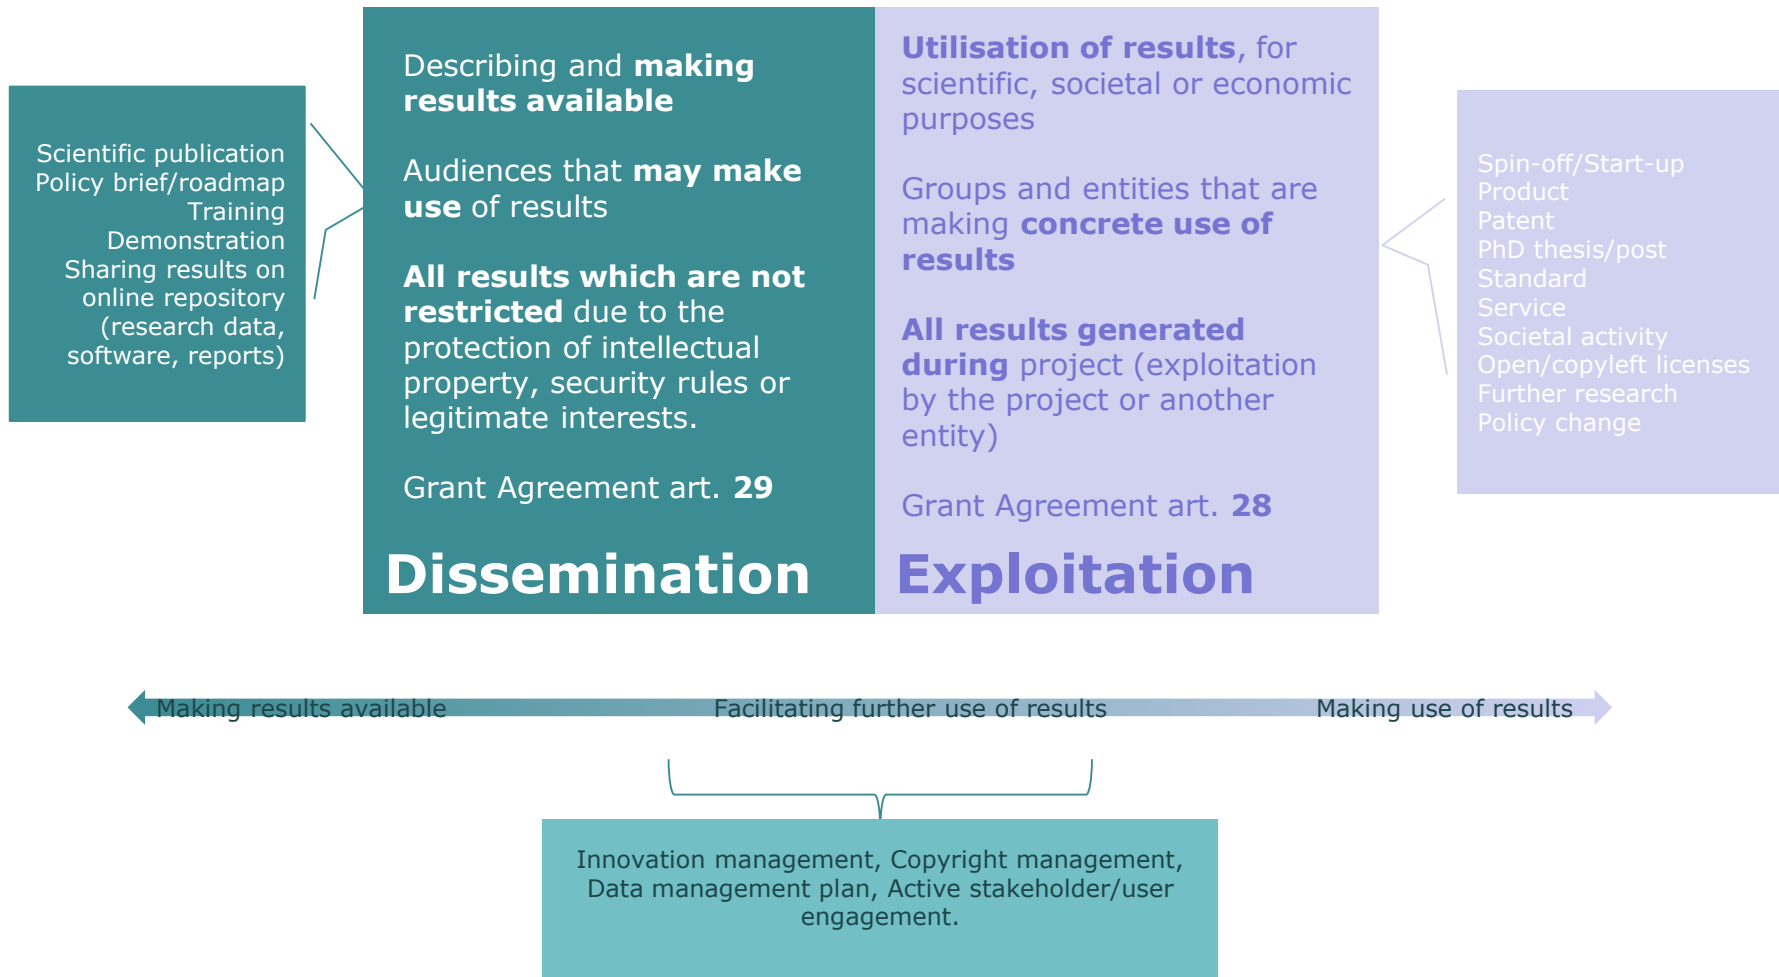 Scientific publication
Policy brief/roadmap
Training
Demonstration
Sharing results on
online repository
(research data,
software, reports)
Describing and making
results available
Audiences that may make
use of results
All results which are not
restricted due to the
protection of intellectual
property, security rules or
legitimate interests.
Grant Agreement art. 29
Dissemination
Utilisation of results, for
scientific, societal or economic
purposes
Groups and entities that are
making concrete use of
results
All results generated
during project (exploitation
by the project or another
entity)
Grant Agreement art. 28
Exploitation
Spin-off/Start-up
Product
Patent
PhD thesis/post
Standard
Service
Societal activity
Open/copyleft licenses
Further research
Policy change
Making results available
Facilitating further use of results
Making use of results
Innovation management, Copyright management,
Data management plan, Active stakeholder/user
engagement.